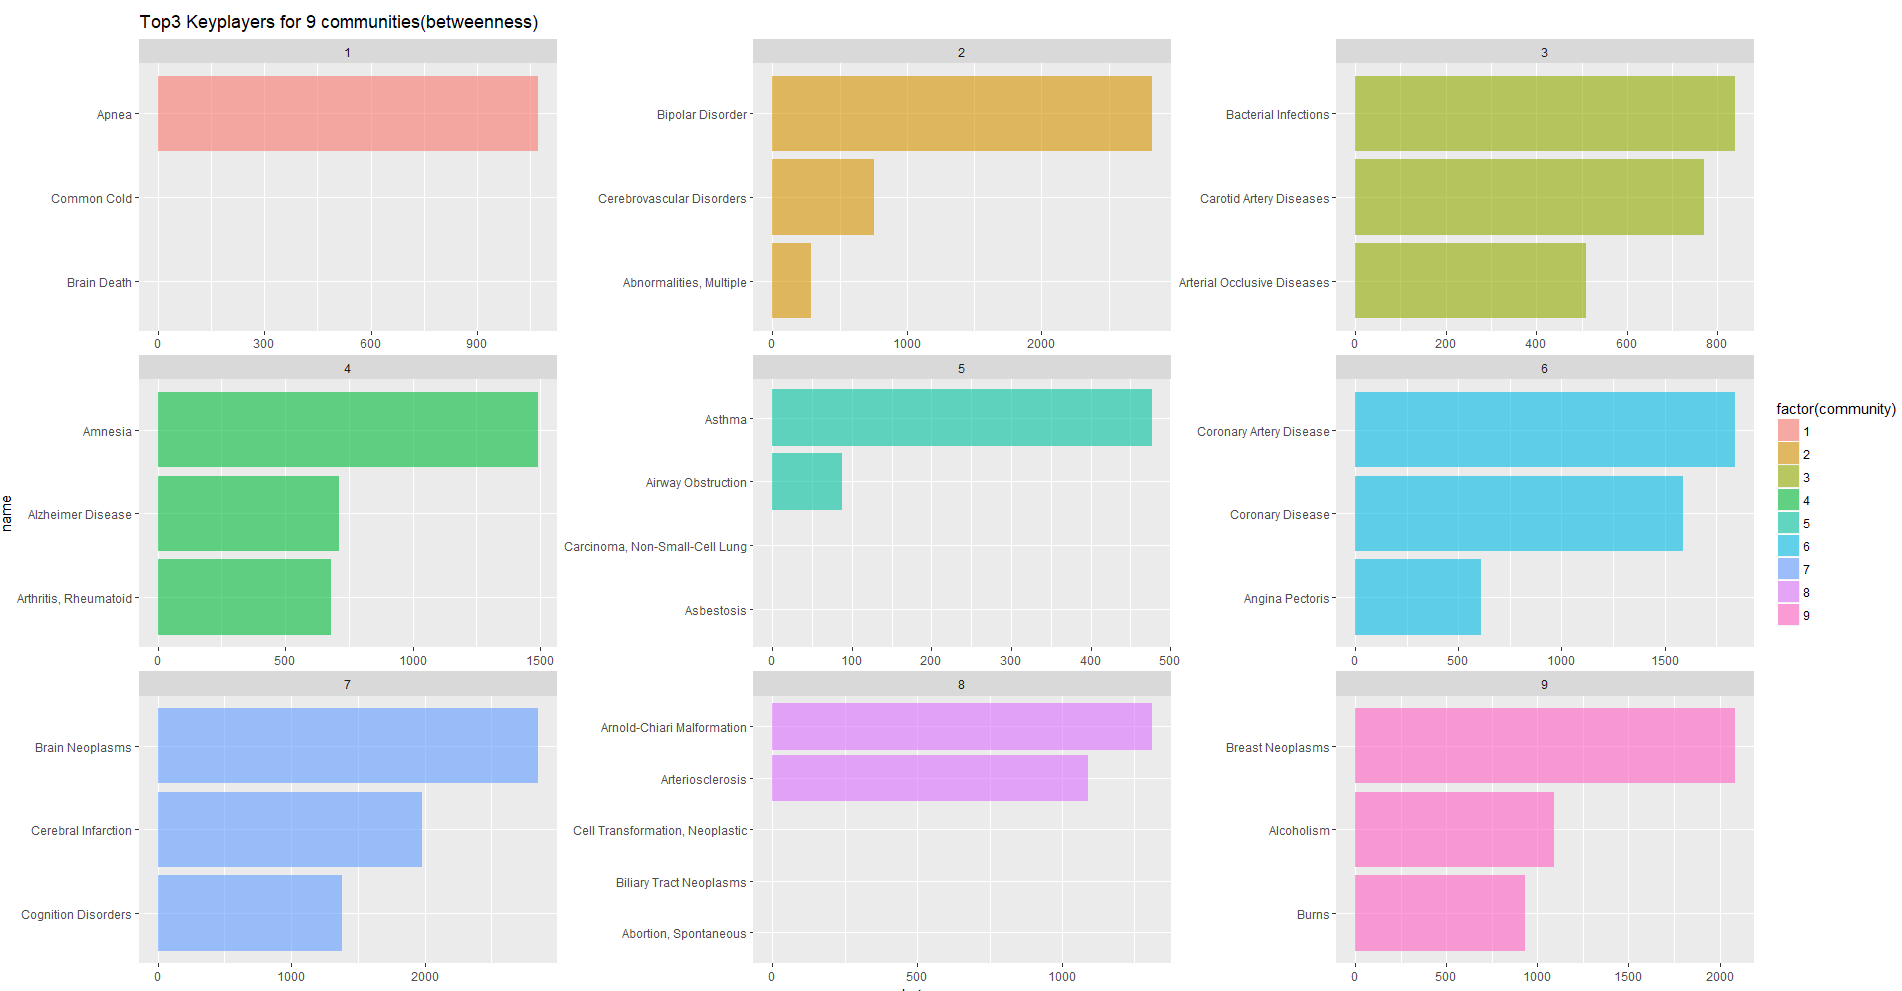 Top3 Keyplayers for 9 communities(betweenness)
name
1
Apnea
Common Cold
Brain Death
0 300 600 900
2
Bipolar Disorder
Cerebrovascular Disorders
Abnormalities, Multiple
0 1000 2000
3
Bacterial Infections
Carotid Artery Diseases
Arterial Occlusive Diseases
0 200 400 600 800
4
Amnesia
Alzheimer Disease
Arthritis, Rheumatoid
0 500 1000 1500
5
Asthma
Airway Obstruction
Carcinoma, Non-Small-Cell Lung
Asbestosis
0 100 200 300 400 500
6
Coronary Artery Disease
Coronary Disease
Angina Pectoris
0 500 1000 1500
7
Brain Neoplasms
Cerebral Infarction
Cognition Disorders
0 1000 2000
8
Arnold-Chiari Malformation
Arteriosclerosis
Cell Transformation, Neoplastic
Biliary Tract Neoplasms
Abortion, Spontaneous
0 500 1000
9
Breast Neoplasms
Alcoholism
Burns
0 500 1000 1500 2000
factor(community)
1
2
3
4
5
6
7
8
9